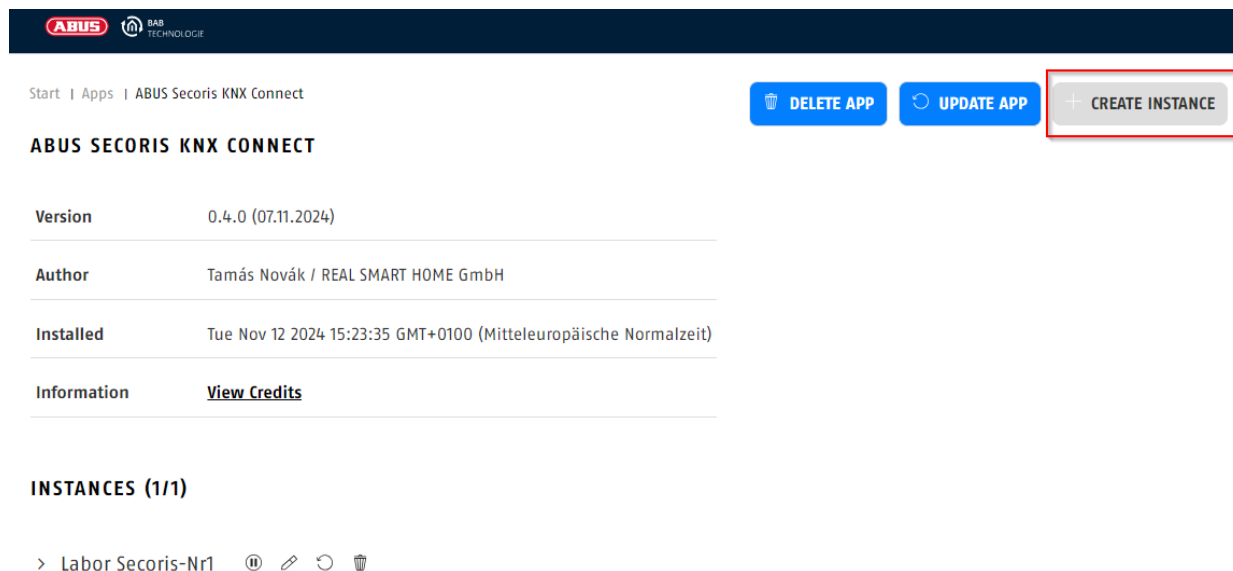 ABUS BAB
TECHNOLOGIE
Start | Apps | ABUS Secoris KNX Connect
DELETE APP UPDATE APP CREATE INSTANCE
ABUS SECORIS KNX CONNECT
Version 0.4.0 (07.11.2024)
Author Tamás Novák / REAL SMART HOME GmbH
Installed Tue Nov 12 2024 15:23:35 GMT+0100 (Mitteleuropäische Normalzeit)
Information View Credits
INSTANCES (1/1)
> Labor Secoris-Nr1